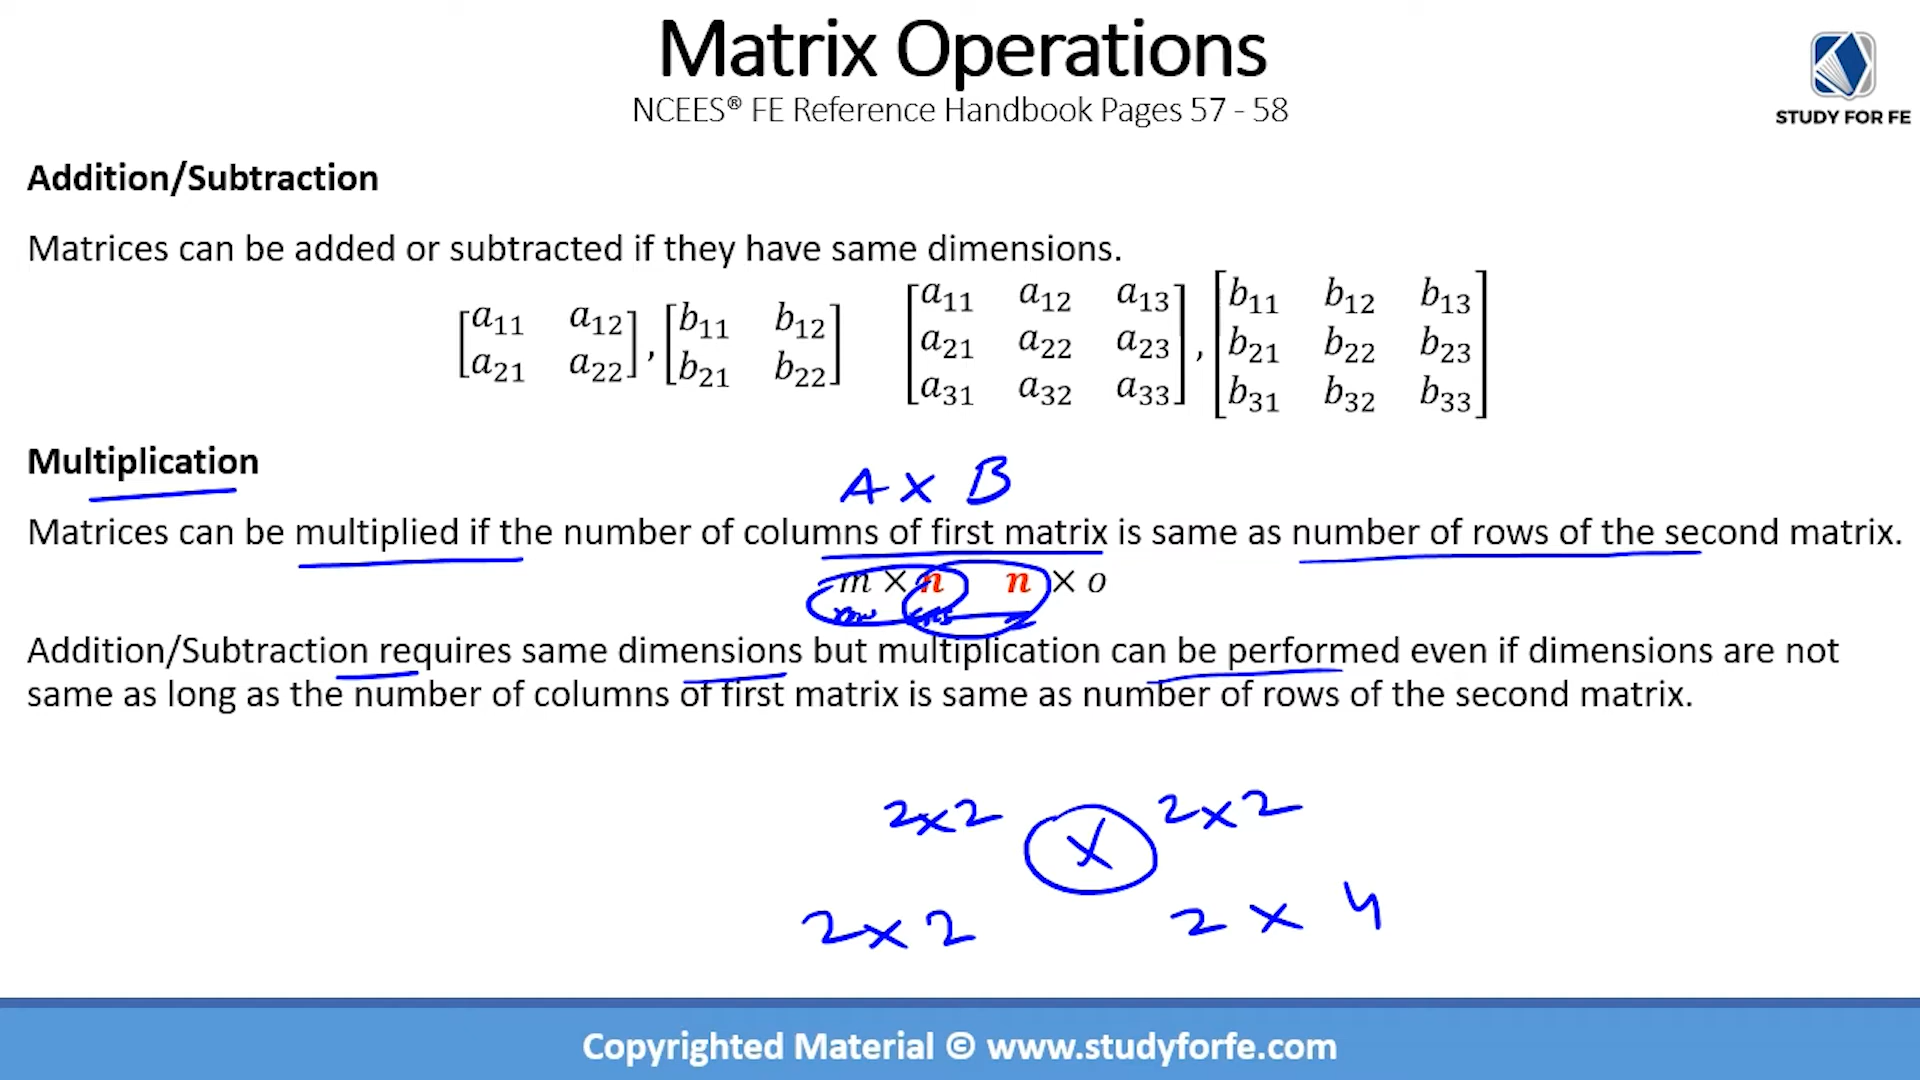 Matrix Operations
NCEES® FE Reference Handbook Pages 57 - 58
STUDY FOR FE
Addition/Subtraction
Matrices can be added or subtracted if they have same dimensions.
[a11 a12
a21 a22] , [b11 b12
b21 b22]
[a11 a12 a13
a21 a22 a23
a31 a32 a33] , [b11 b12 b13
b21 b22 b23
b31 b32 b33]
Multiplication
A × B
Matrices can be multiplied if the number of columns of first matrix is same as number of rows of the second matrix.
m × n n × o
Addition/Subtraction requires same dimensions but multiplication can be performed even if dimensions are not
same as long as the number of columns of first matrix is same as number of rows of the second matrix.
2×2 × 2×2
2×2 2 × 4
Copyrighted Material © www.studyforfe.com